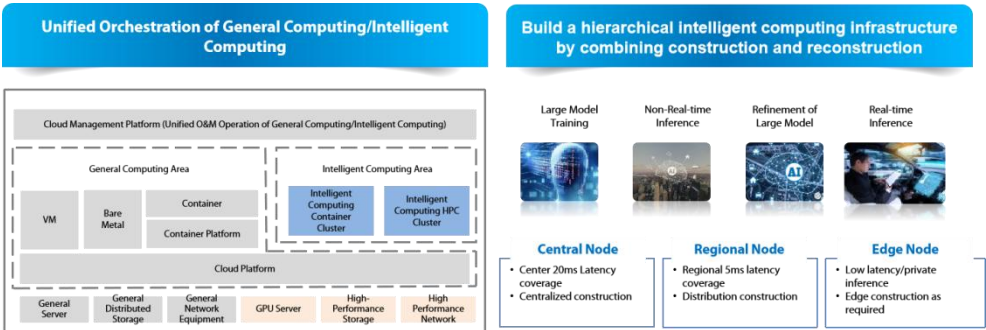 Unified Orchestration of General Computing/Intelligent
Computing
Cloud Management Platform (Unified O&M Operation of General Computing/Intelligent Computing)
General Computing Area
VM
Bare
Metal
Container
Container Platform
Intelligent Computing Area
Intelligent
Computing
Container
Cluster
Intelligent
Computing HPC
Cluster
Cloud Platform
General
Server
General
Distributed
Storage
General
Network
Equipment
GPU Server
High-
Performance
Storage
High
Performance
Network
Build a hierarchical intelligent computing infrastructure
by combining construction and reconstruction
Large Model
Training
Non-Real-time
Inference
Refinement of
Large Model
Real-time
Inference
AI
Central Node
• Center 20ms Latency
coverage
• Centralized construction
Regional Node
• Regional 5ms latency
coverage
• Distribution construction
Edge Node
• Low latency/private
inference
• Edge construction as
required